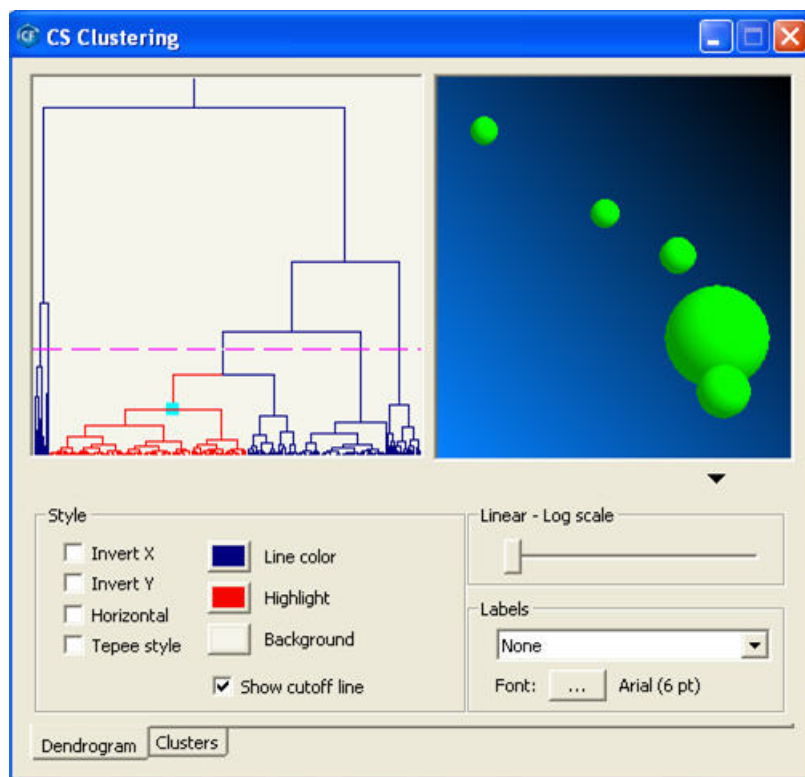 CF CS Clustering
Style
Invert X
Invert Y
Horizontal
Tepee style
Line color
Highlight
Background
Show cutoff line
Linear - Log scale
Labels
None
Font: ... Arial (6 pt)
Dendrogram Clusters